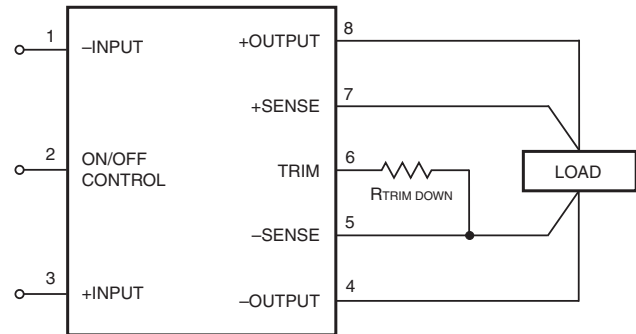 1
–INPUT
+OUTPUT
8
+SENSE
7
2
ON/OFF
CONTROL
TRIM
6
RTRIM DOWN
LOAD
–SENSE
5
3
+INPUT
–OUTPUT
4